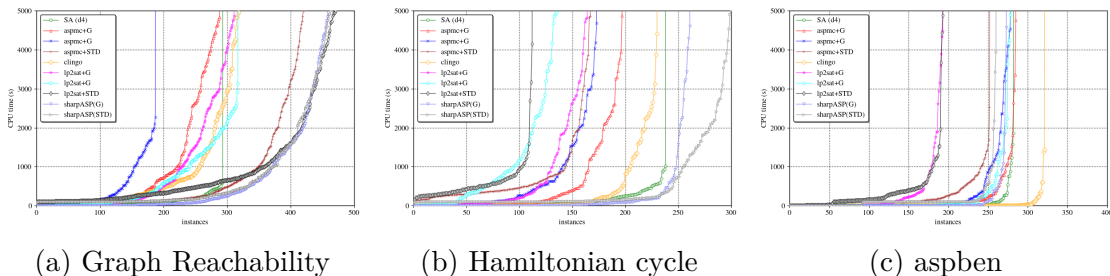 5000
4000
3000
2000
1000
0
CPU time (s)
SA (d4)
aspmc+G
aspmc+G
aspmc+STD
clingo
lp2sat+G
lp2sat+G
lp2sat+STD
sharpASP(G)
sharpASP(STD)
0 100 200 300 400 500
instances
(a) Graph Reachability
5000
4000
3000
2000
1000
0
CPU time (s)
SA (d4)
aspmc+G
aspmc+G
aspmc+STD
clingo
lp2sat+G
lp2sat+G
lp2sat+STD
sharpASP(G)
sharpASP(STD)
0 50 100 150 200 250 300
instances
(b) Hamiltonian cycle
5000
4000
3000
2000
1000
0
CPU time (s)
SA (d4)
aspmc+G
aspmc+G
aspmc+STD
clingo
lp2sat+G
lp2sat+G
lp2sat+STD
sharpASP(G)
sharpASP(STD)
0 50 100 150 200 250 300 350 400
instances
(c) aspben